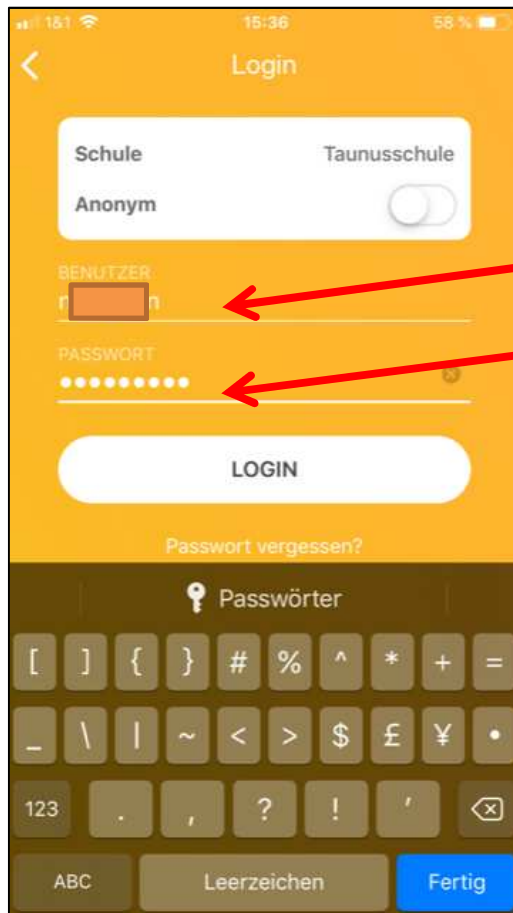 1&1 15:36 58 %
Login
Schule Taunusschule
Anonym
BENUTZER
n n
PASSWORT
•••••••••
LOGIN
Passwort vergessen?
Passwörter
[ ] { } # % ^ * + =
_ \ | ~ < > $ £ ¥ •
123 . , ? ! '
ABC Leerzeichen Fertig